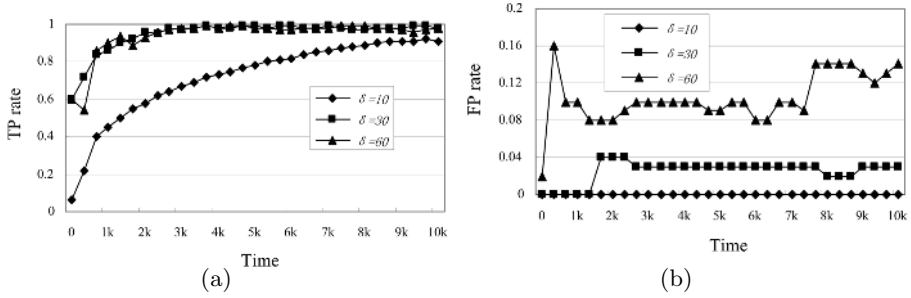 1
0.8
0.6
0.4
0.2
0
TP rate
δ=10
δ=30
δ=60
0 1k 2k 3k 4k 5k 6k 7k 8k 9k 10k
Time
(a)
0.2
0.16
0.12
0.08
0.04
0
FP rate
δ=10
δ=30
δ=60
0 1k 2k 3k 4k 5k 6k 7k 8k 9k 10k
Time
(b)